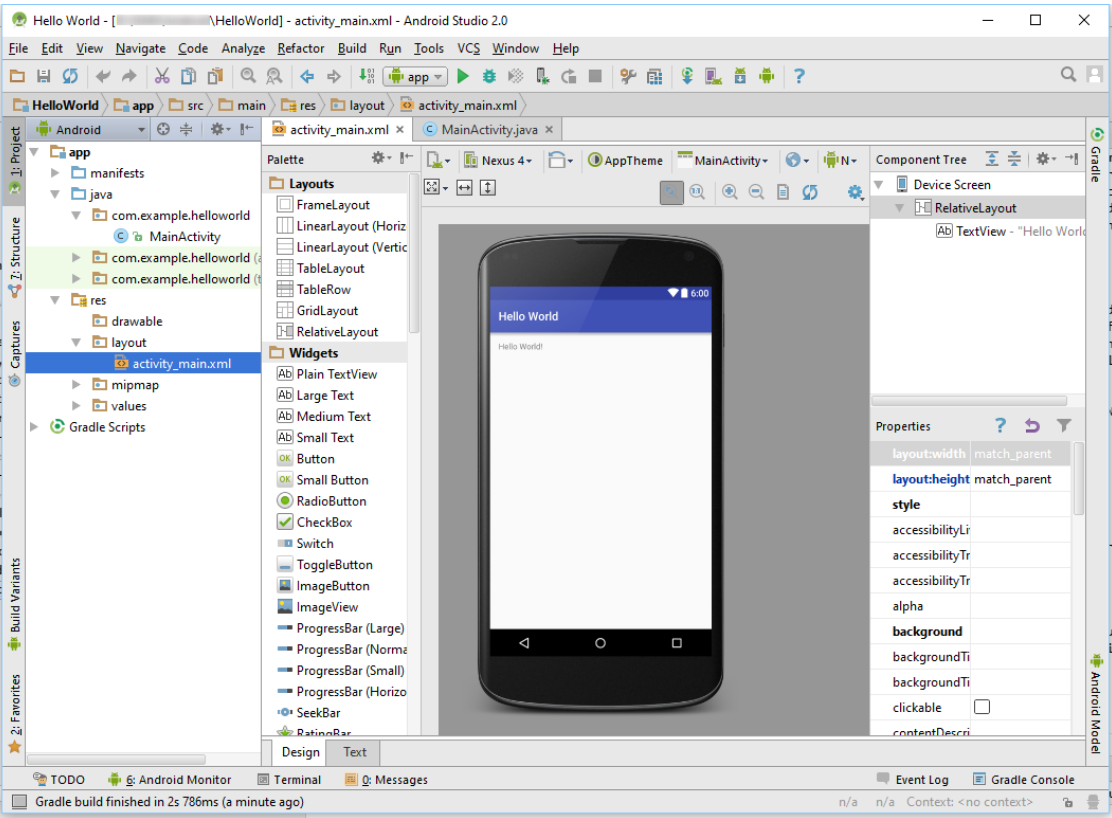 Hello World - [ \HelloWorld] - activity_main.xml - Android Studio 2.0
File Edit View Navigate Code Analyze Refactor Build Run Tools VCS Window Help
app
HelloWorld app src main res layout activity_main.xml
1: Project
7: Structure
Captures
Build Variants
2: Favorites
Android
app
manifests
java
com.example.helloworld
MainActivity
com.example.helloworld (a
com.example.helloworld (t
res
drawable
layout
activity_main.xml
mipmap
values
Gradle Scripts
activity_main.xml MainActivity.java
Palette
Layouts
FrameLayout
LinearLayout (Horiz
LinearLayout (Vertic
TableLayout
TableRow
GridLayout
RelativeLayout
Widgets
Plain TextView
Large Text
Medium Text
Small Text
Button
Small Button
RadioButton
CheckBox
Switch
ToggleButton
ImageButton
ImageView
ProgressBar (Large)
ProgressBar (Norma
ProgressBar (Small)
ProgressBar (Horizo
SeekBar
RatingBar
Nexus 4 AppTheme MainActivity N
1:1
6:00
Hello World
Hello World!
Component Tree
Device Screen
RelativeLayout
TextView - "Hello World
Properties
layout:width match_parent
layout:height match_parent
style
accessibilityLi
accessibilityTr
accessibilityTr
alpha
background
backgroundTi
backgroundTi
clickable
contentDescri
Gradle
Android Model
Design Text
TODO 6: Android Monitor Terminal 0: Messages Event Log Gradle Console
Gradle build finished in 2s 786ms (a minute ago) n/a n/a Context: <no context>